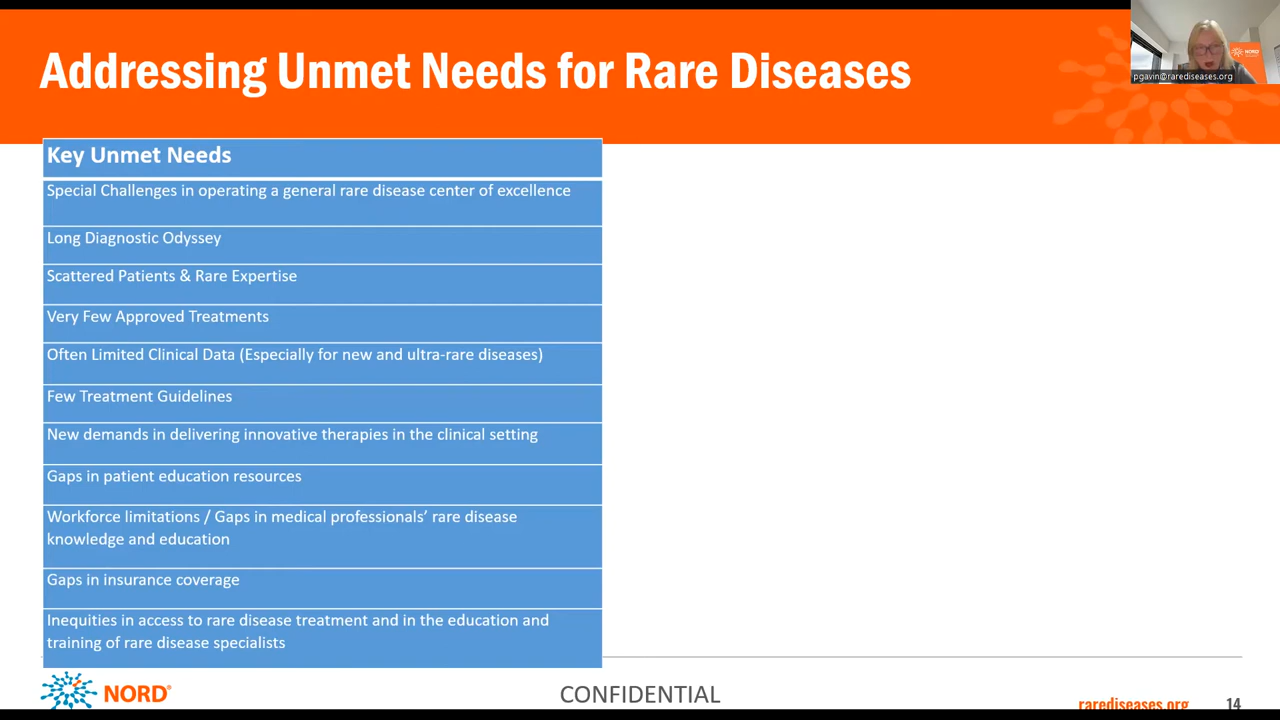 Addressing Unmet Needs for Rare Diseases
NORD
pgavin@rarediseases.org
Key Unmet Needs
Special Challenges in operating a general rare disease center of excellence
Long Diagnostic Odyssey
Scattered Patients & Rare Expertise
Very Few Approved Treatments
Often Limited Clinical Data (Especially for new and ultra-rare diseases)
Few Treatment Guidelines
New demands in delivering innovative therapies in the clinical setting
Gaps in patient education resources
Workforce limitations / Gaps in medical professionals’ rare disease
knowledge and education
Gaps in insurance coverage
Inequities in access to rare disease treatment and in the education and
training of rare disease specialists
NORD®
CONFIDENTIAL
rarediseases.org
14